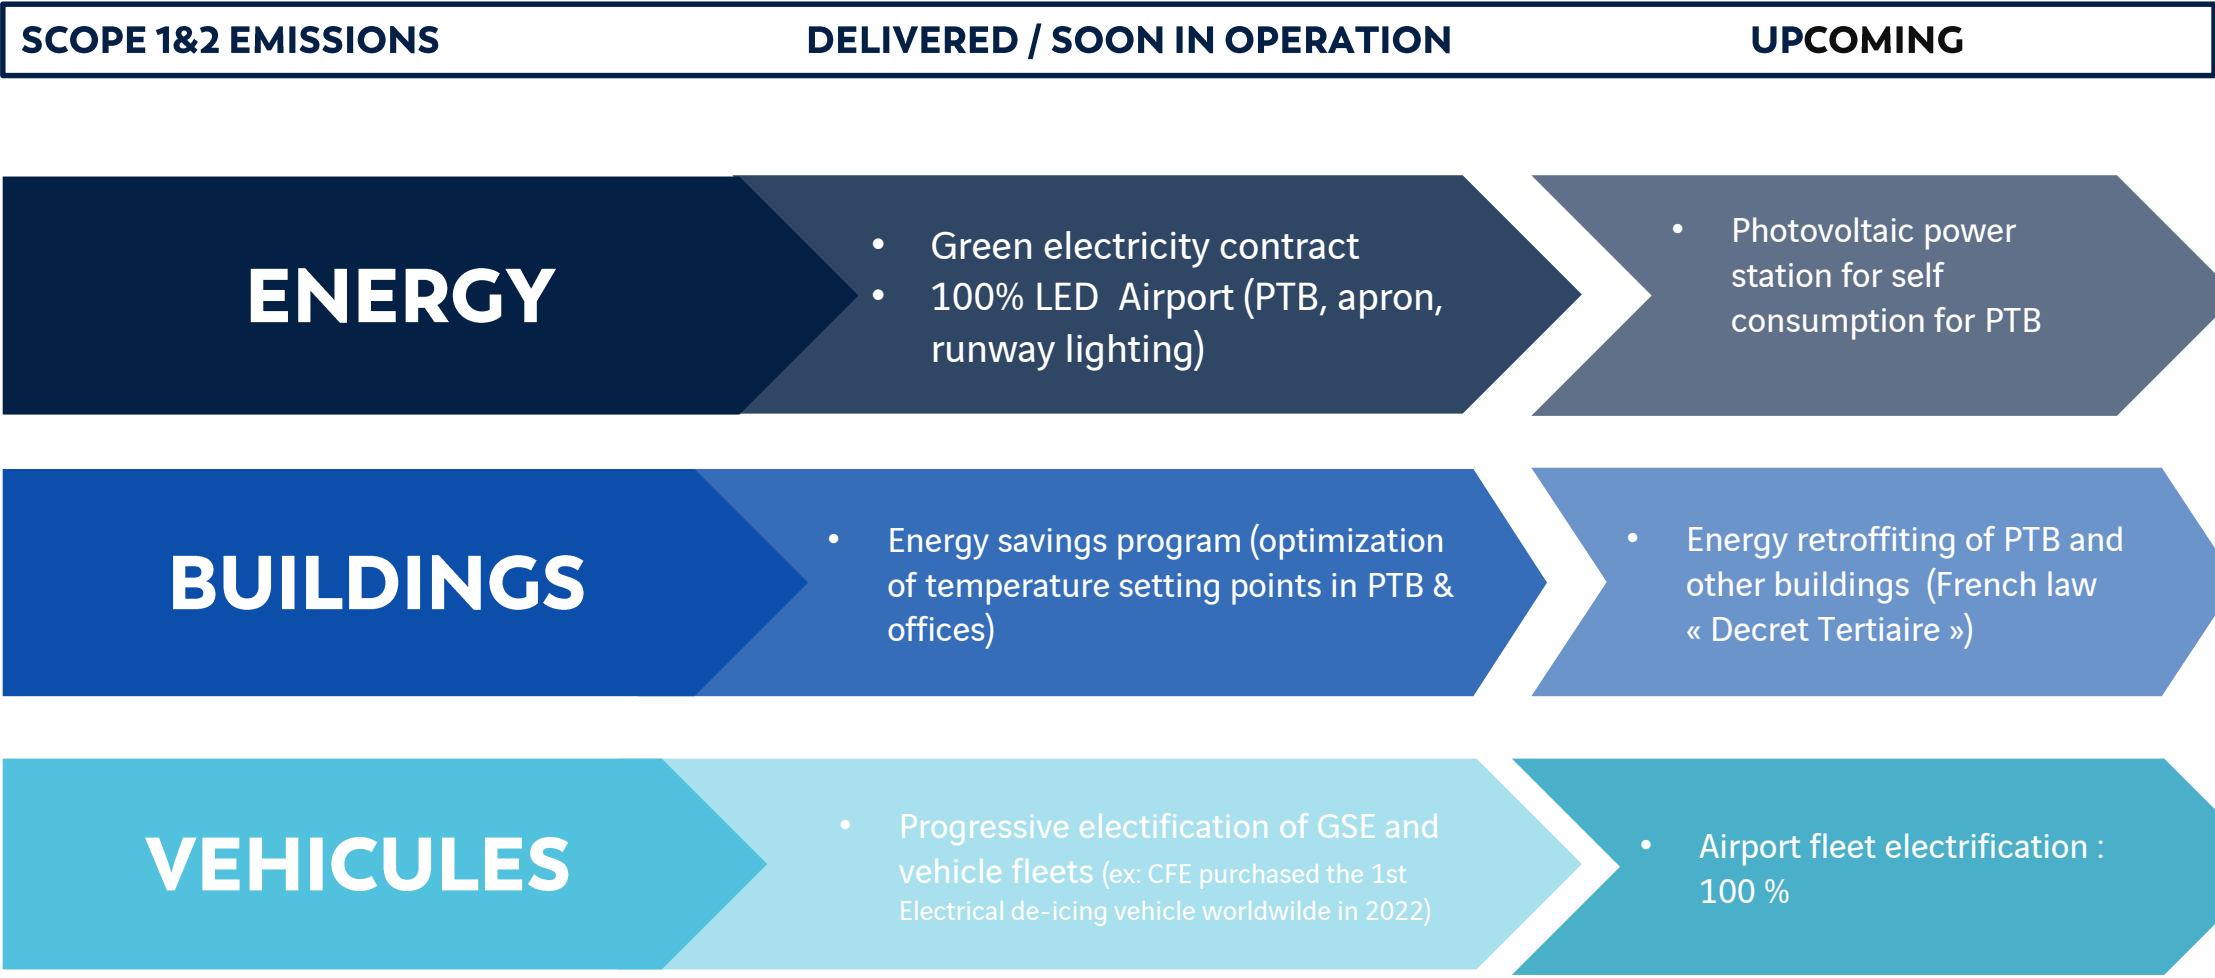 SCOPE 1&2 EMISSIONS
DELIVERED / SOON IN OPERATION
UPCOMING
ENERGY
• Green electricity contract
• 100% LED  Airport (PTB, apron,
runway lighting)
• Photovoltaic power
station for self
consumption for PTB
BUILDINGS
• Energy savings program (optimization
of temperature setting points in PTB &
offices)
• Energy retroffiting of PTB and
other buildings  (French law
« Decret Tertiaire »)
VEHICULES
• Progressive electification of GSE and
vehicle fleets (ex: CFE purchased the 1st
Electrical de-icing vehicle worldwilde in 2022)
• Airport fleet electrification :
100 %